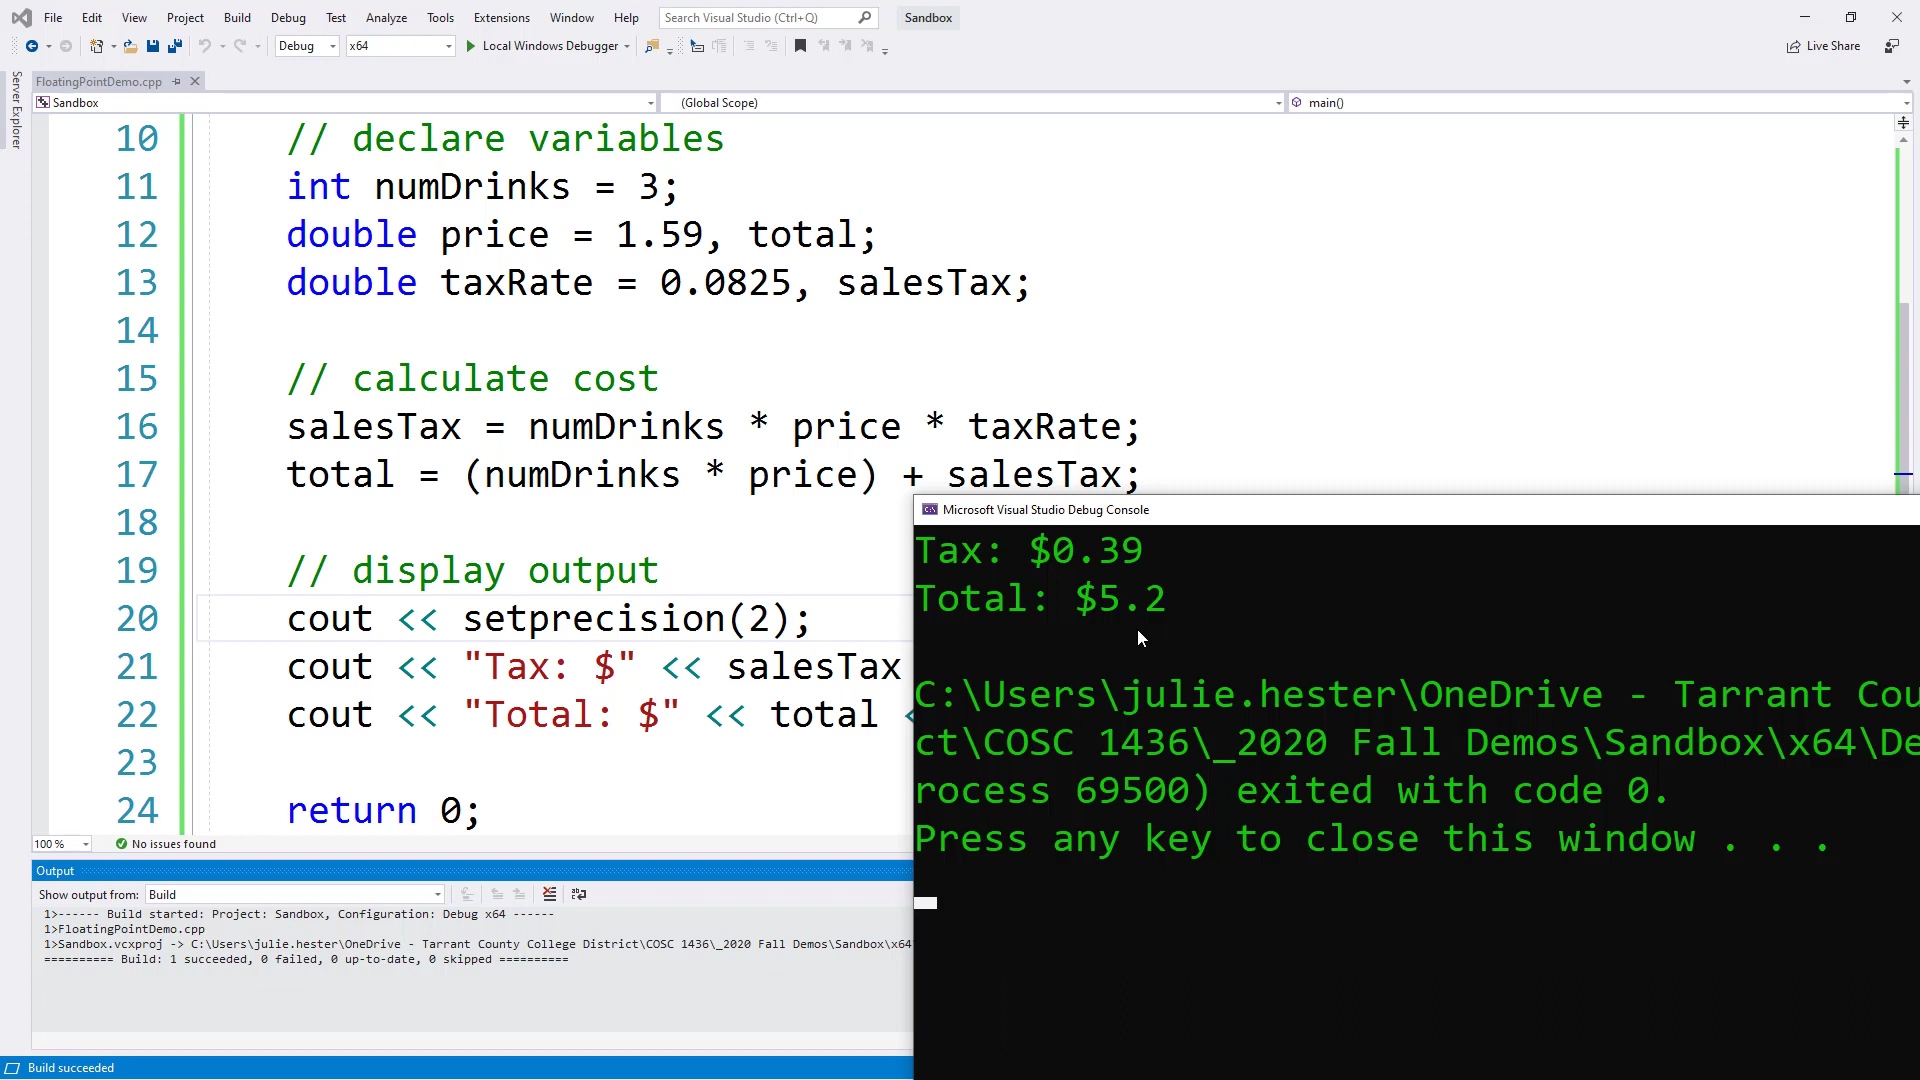 File Edit View Project Build Debug Test Analyze Tools Extensions Window Help Search Visual Studio (Ctrl+Q) Sandbox
Debug x64 Local Windows Debugger Live Share
Server Explorer
FloatingPointDemo.cpp
Sandbox (Global Scope) main()
10 // declare variables
11 int numDrinks = 3;
12 double price = 1.59, total;
13 double taxRate = 0.0825, salesTax;
14
15 // calculate cost
16 salesTax = numDrinks * price * taxRate;
17 total = (numDrinks * price) + salesTax;
18
19 // display output
20 cout << setprecision(2);
21 cout << "Tax: $" << salesTax
22 cout << "Total: $" << total <
23
24 return 0;
100 % No issues found
Output
Show output from: Build
1>------ Build started: Project: Sandbox, Configuration: Debug x64 ------
1>FloatingPointDemo.cpp
1>Sandbox.vcxproj -> C:\Users\julie.hester\OneDrive - Tarrant County College District\COSC 1436\_2020 Fall Demos\Sandbox\x64
========== Build: 1 succeeded, 0 failed, 0 up-to-date, 0 skipped ==========
Build succeeded
Microsoft Visual Studio Debug Console
Tax: $0.39
Total: $5.2
C:\Users\julie.hester\OneDrive - Tarrant Cou
ct\COSC 1436\_2020 Fall Demos\Sandbox\x64\De
rocess 69500) exited with code 0.
Press any key to close this window . . .